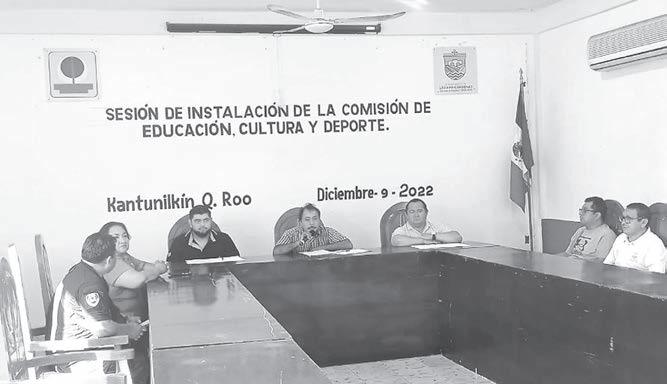 SESIÓN DE INSTALACIÓN DE LA COMISIÓN DE
EDUCACIÓN, CULTURA Y DEPORTE.
Kantunilkín Q. Roo
Diciembre- 9 - 2022